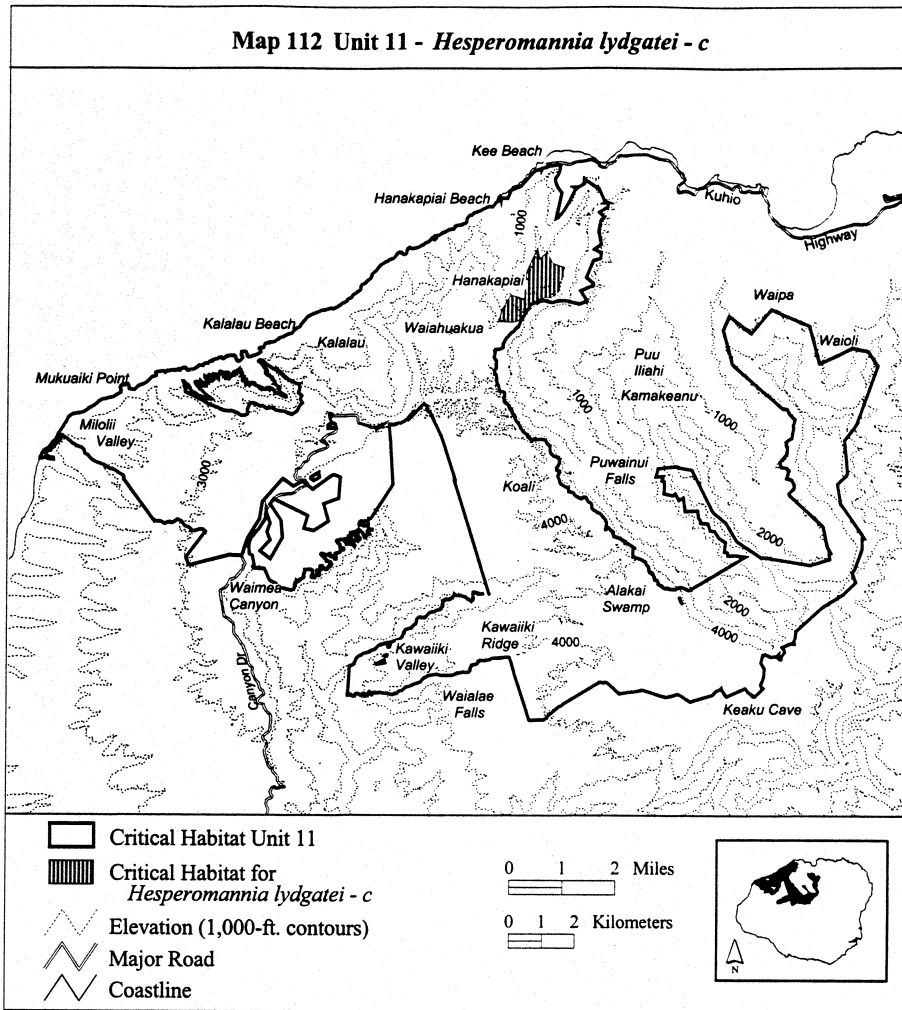 Map 112 Unit 11 - Hesperomannia lydgatei - c
Kee Beach
Hanakapiai Beach
Kuhio
Highway
1000
Hanakapiai
Waipa
Kalalau Beach
Kalalau
Waiahuakua
Waioli
Mukuaiki Point
Puu
Iliahi
Kamakeanu
1000
1000
Milolii
Valley
3000
Puwainui
Falls
Koali
4000
2000
Waimea
Canyon
Alakai
Swamp
2000
4000
Kawaiiki
Ridge
4000
Kawaiiki
Valley
Waialae
Falls
Keaku Cave
Canyon Dr
Critical Habitat Unit 11
Critical Habitat for
Hesperomannia lydgatei - c
Elevation (1,000-ft. contours)
Major Road
Coastline
0 1 2 Miles
0 1 2 Kilometers
N